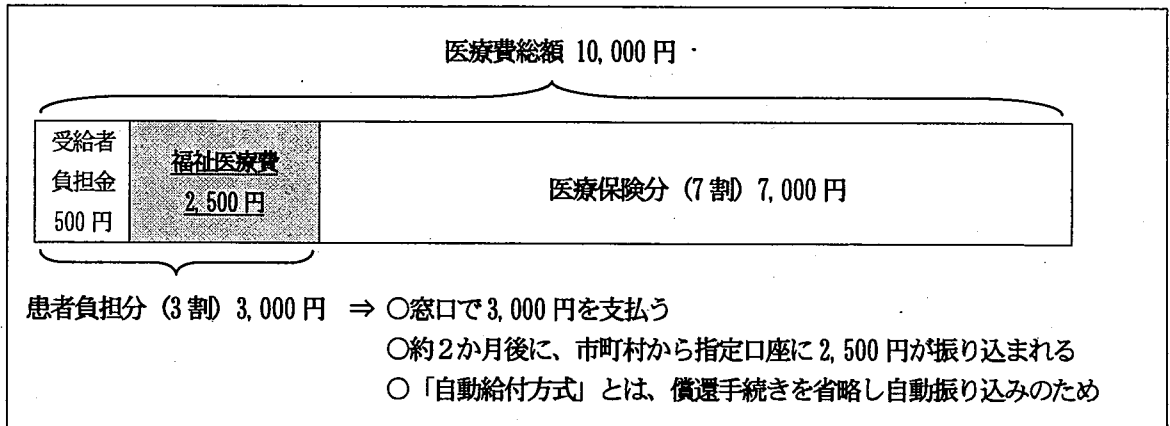 医療費総額 10,000円
受給者
負担金
500円
福祉医療費
2,500円
医療保険分（7割）7,000円
患者負担分（3割）3,000円 ⇒ ○窓口で3,000円を支払う
○約２か月後に、市町村から指定口座に2,500円が振り込まれる
○「自動給付方式」とは、償還手続きを省略し自動振り込みのため